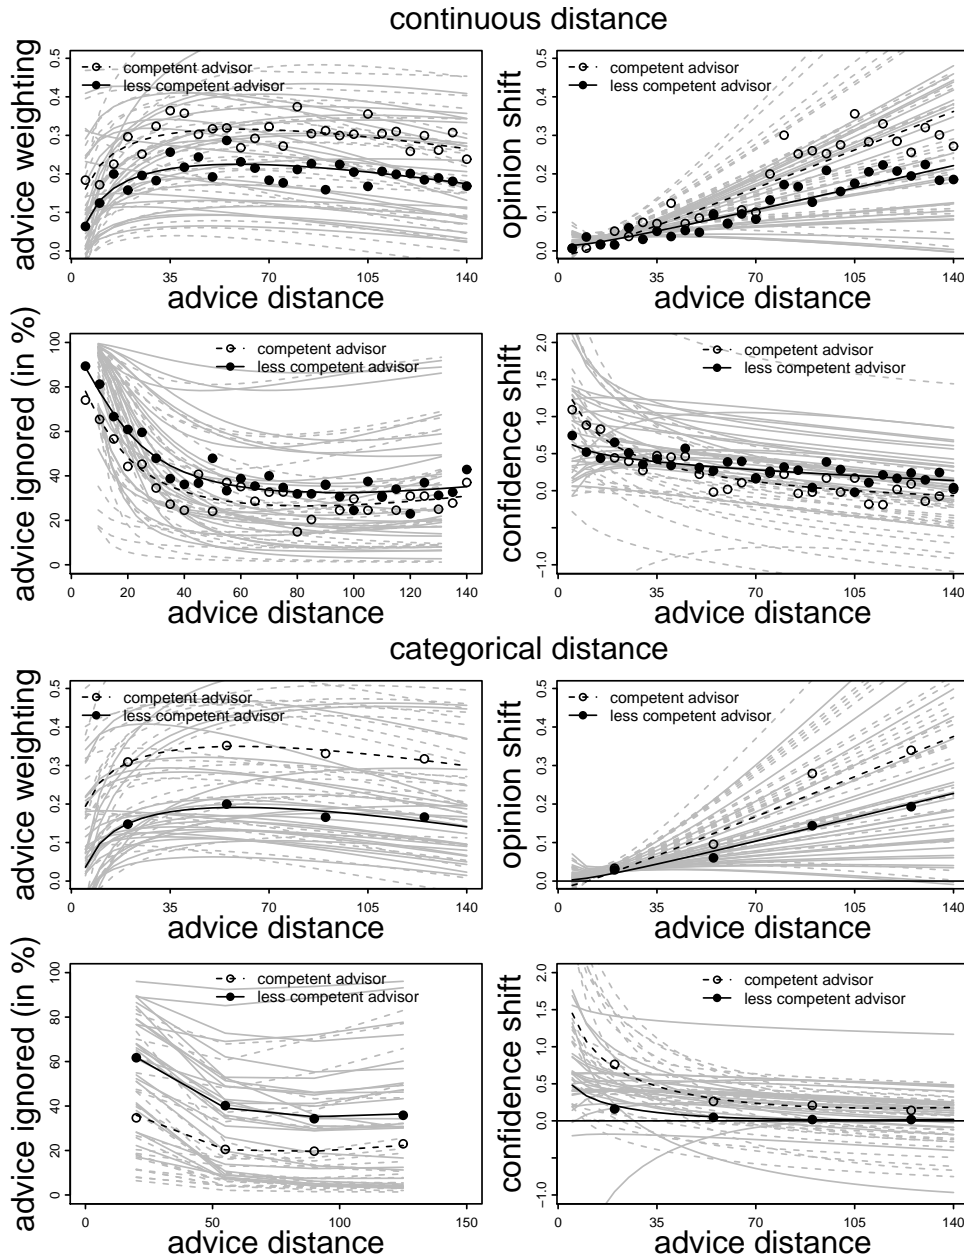 continuous distance
advice weighting
0.0 0.1 0.2 0.3 0.4 0.5
competent advisor
less competent advisor
0 35 70 105 140
advice distance
opinion shift
0.0 0.1 0.2 0.3 0.4 0.5
competent advisor
less competent advisor
0 35 70 105 140
advice distance
advice ignored (in %)
0 20 40 60 80 100
competent advisor
less competent advisor
0 20 40 60 80 100 120 140
advice distance
confidence shift
−1.0 0.0 0.5 1.0 1.5 2.0
competent advisor
less competent advisor
0 35 70 105 140
advice distance
categorical distance
advice weighting
0.0 0.1 0.2 0.3 0.4 0.5
competent advisor
less competent advisor
0 35 70 105 140
advice distance
opinion shift
0.0 0.1 0.2 0.3 0.4 0.5
competent advisor
less competent advisor
0 35 70 105 140
advice distance
advice ignored (in %)
0 20 40 60 80 100
competent advisor
less competent advisor
0 50 100 150
advice distance
confidence shift
−1.0 0.0 0.5 1.0 1.5 2.0
competent advisor
less competent advisor
0 35 70 105 140
advice distance